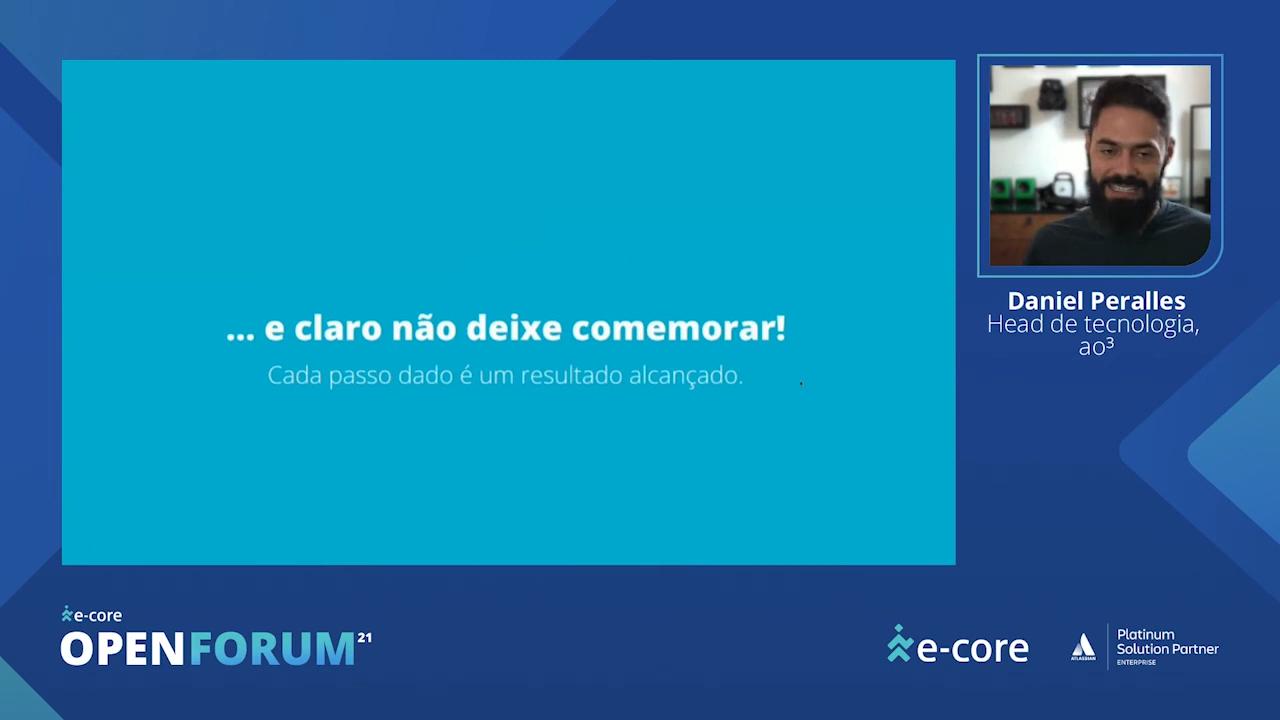 ... e claro não deixe comemorar!
Cada passo dado é um resultado alcançado.
Daniel Peralles
Head de tecnologia,
ao³
e-core
OPENFORUM²¹
e-core
ATLASSIAN
Platinum
Solution Partner
ENTERPRISE